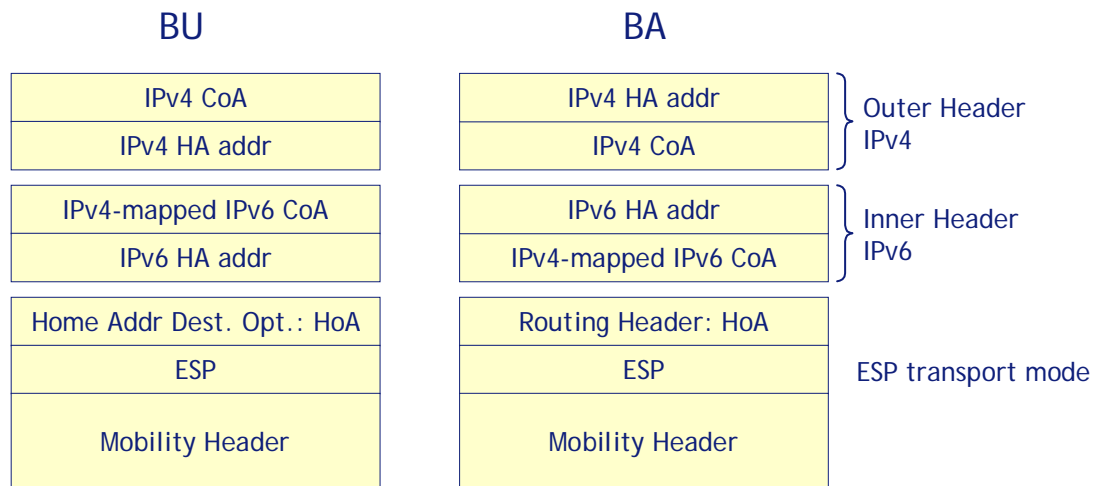 BU
BA
IPv4 CoA
IPv4 HA addr
IPv4 HA addr
IPv4 CoA
Outer Header
IPv4
IPv4-mapped IPv6 CoA
IPv6 HA addr
IPv6 HA addr
IPv4-mapped IPv6 CoA
Inner Header
IPv6
Home Addr Dest. Opt.: HoA
Routing Header: HoA
ESP
ESP
ESP transport mode
Mobility Header
Mobility Header